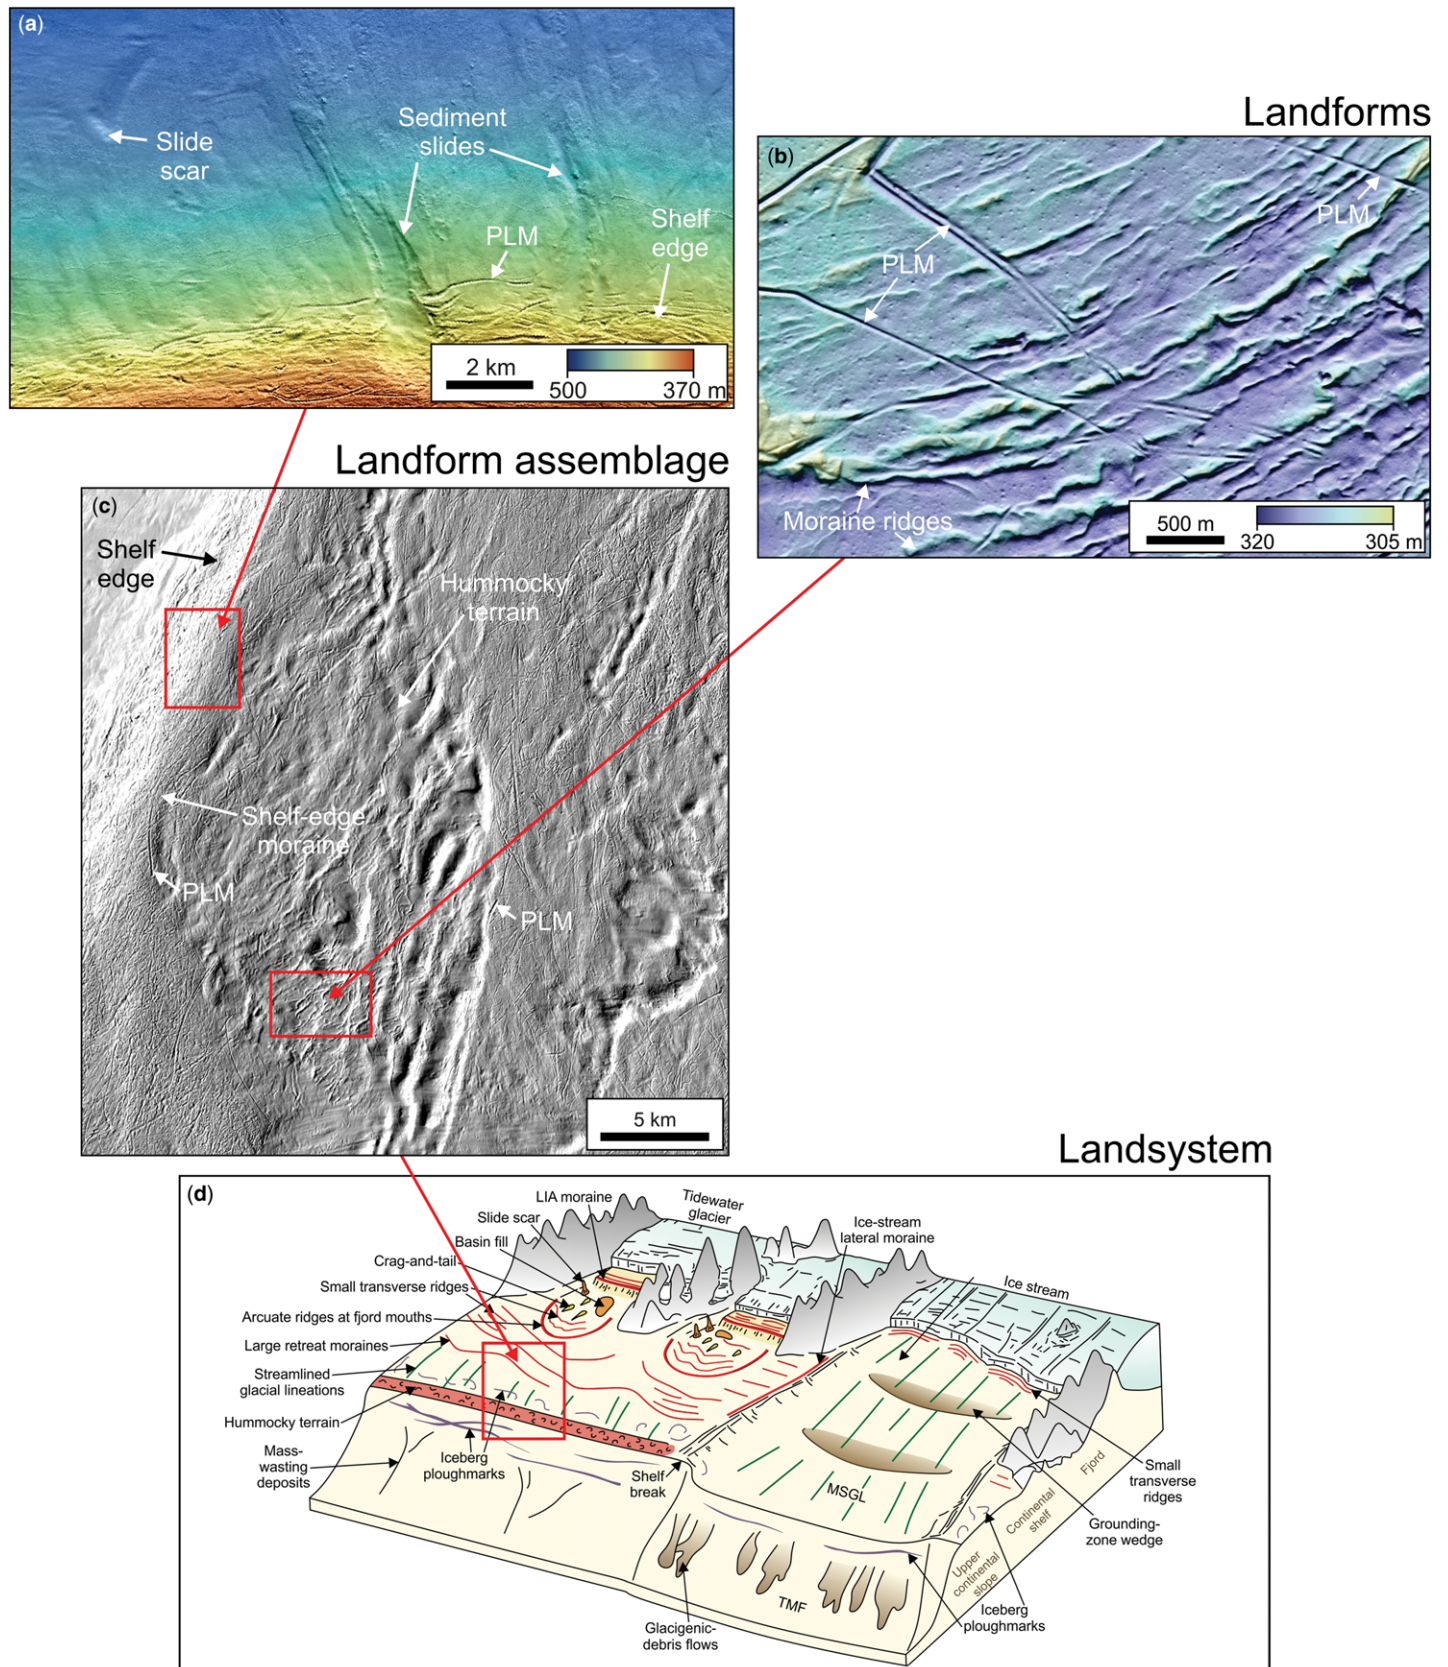 (a)
Slide
scar
Sediment
slides
PLM
Shelf
edge
2 km
500
370 m
Landforms
(b)
PLM
PLM
Moraine ridges
500 m
320
305 m
Landform assemblage
(c)
Shelf
edge
Hummocky
terrain
Shelf-edge
moraine
PLM
PLM
5 km
Landsystem
(d)
LIA moraine
Tidewater
glacier
Slide scar
Ice-stream
lateral moraine
Basin fill
Crag-and-tail
Ice stream
Small transverse ridges
Arcuate ridges at fjord mouths
Large retreat moraines
Streamlined
glacial lineations
Hummocky terrain
Mass-
wasting
deposits
Iceberg
ploughmarks
Shelf
break
MSGL
Fjord
Continental
shelf
Upper
continental
slope
Small
transverse
ridges
Grounding-
zone wedge
TMF
Iceberg
ploughmarks
Glacigenic-
debris flows